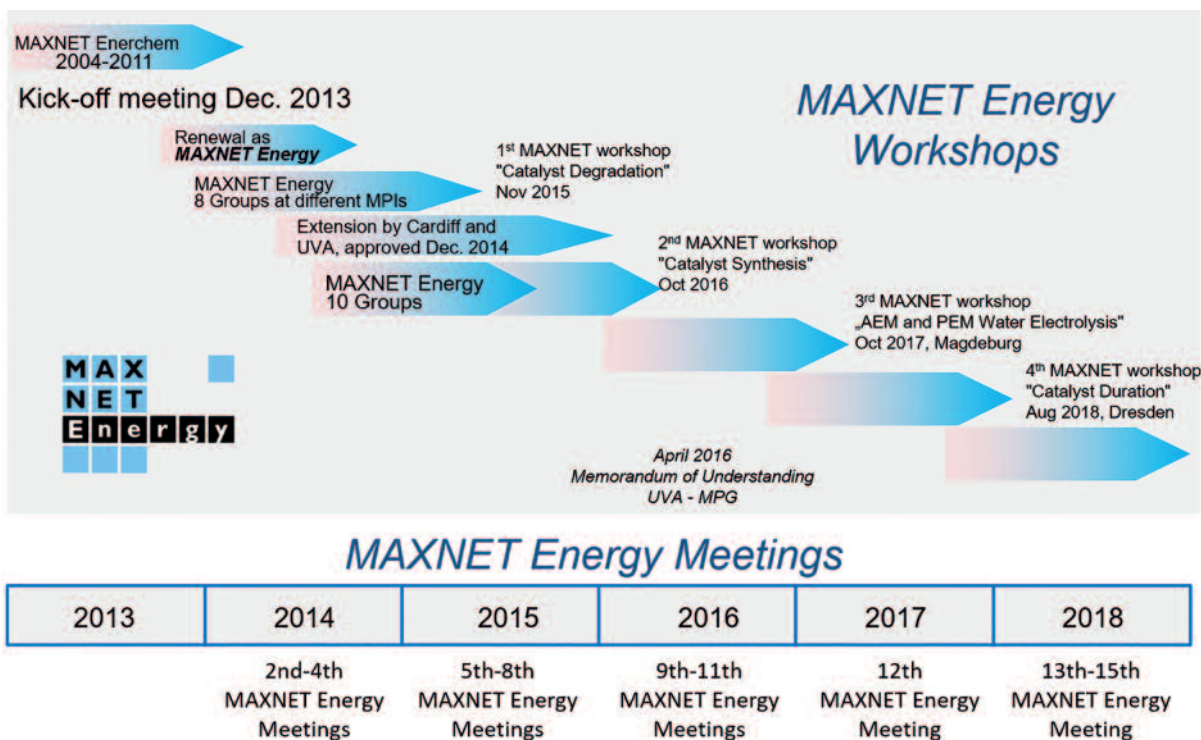 MAXNET Enerchem
2004-2011
Kick-off meeting Dec. 2013
MAXNET Energy
Workshops
Renewal as
MAXNET Energy
1st MAXNET workshop
"Catalyst Degradation"
Nov 2015
MAXNET Energy
8 Groups at different MPIs
Extension by Cardiff and
UVA, approved Dec. 2014
2nd MAXNET workshop
"Catalyst Synthesis"
Oct 2016
MAXNET Energy
10 Groups
3rd MAXNET workshop
„AEM and PEM Water Electrolysis"
Oct 2017, Magdeburg
4th MAXNET workshop
"Catalyst Duration"
Aug 2018, Dresden
MAX
NET
Energy
April 2016
Memorandum of Understanding
UVA - MPG
MAXNET Energy Meetings
2013 2014 2015 2016 2017 2018
2nd-4th
MAXNET Energy
Meetings
5th-8th
MAXNET Energy
Meetings
9th-11th
MAXNET Energy
Meetings
12th
MAXNET Energy
Meeting
13th-15th
MAXNET Energy
Meeting